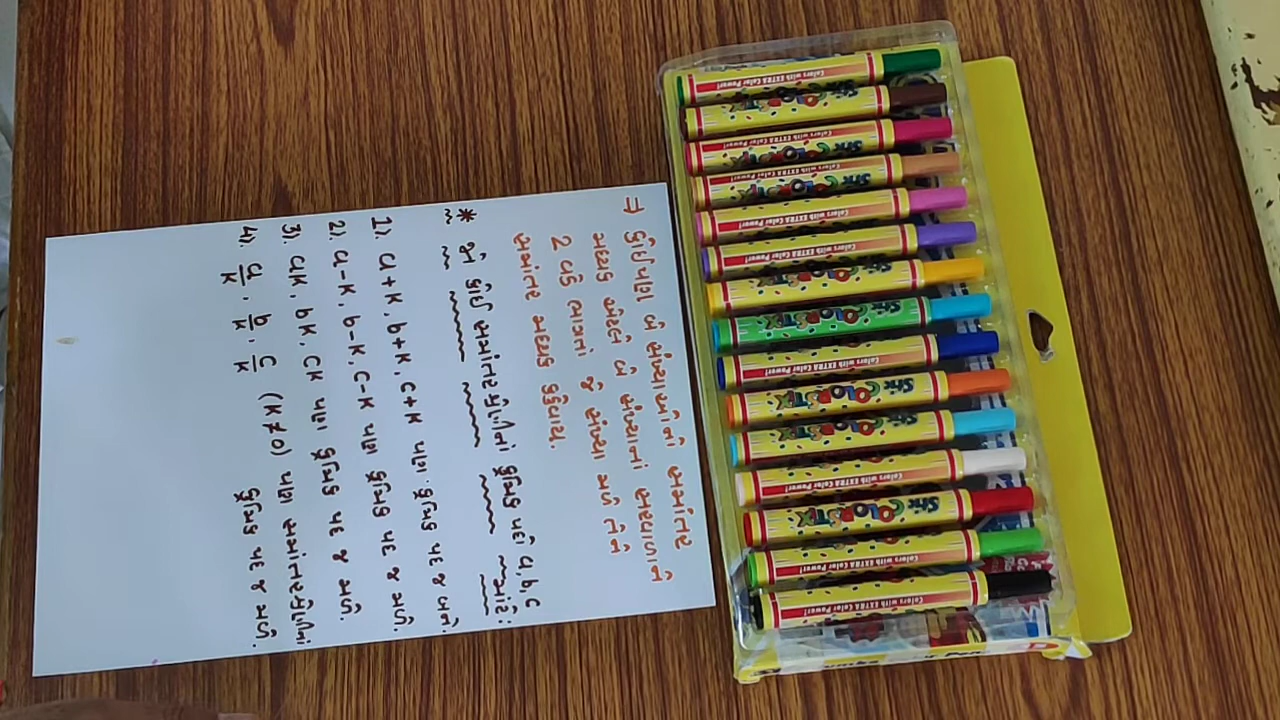 ⇒ કોઈપણ બે સંખ્યાઓનો સમાંતર
મધ્યક એટલે બે સંખ્યાના સરવાળાને
2 વડે ભાગતાં જે સંખ્યા મળે તેને
સમાંતર મધ્યક કહેવાય.
* જો કોઈ સમાંતરશ્રેણીનાં ક્રમિક પદો a, b, c
હોય તો:
1). a + k, b + k, c + k પણ ક્રમિક પદ જ બને.
2). a - k, b - k, c - k પણ ક્રમિક પદ જ બને.
3). ak, bk, ck પણ ક્રમિક પદ જ બને.
4). a/k, b/k, c/k (k ≠ 0) પણ સમાંતરશ્રેણીના
ક્રમિક પદ જ બને.
Colors with EXTRA Color Power!
Stic COLORSTIX